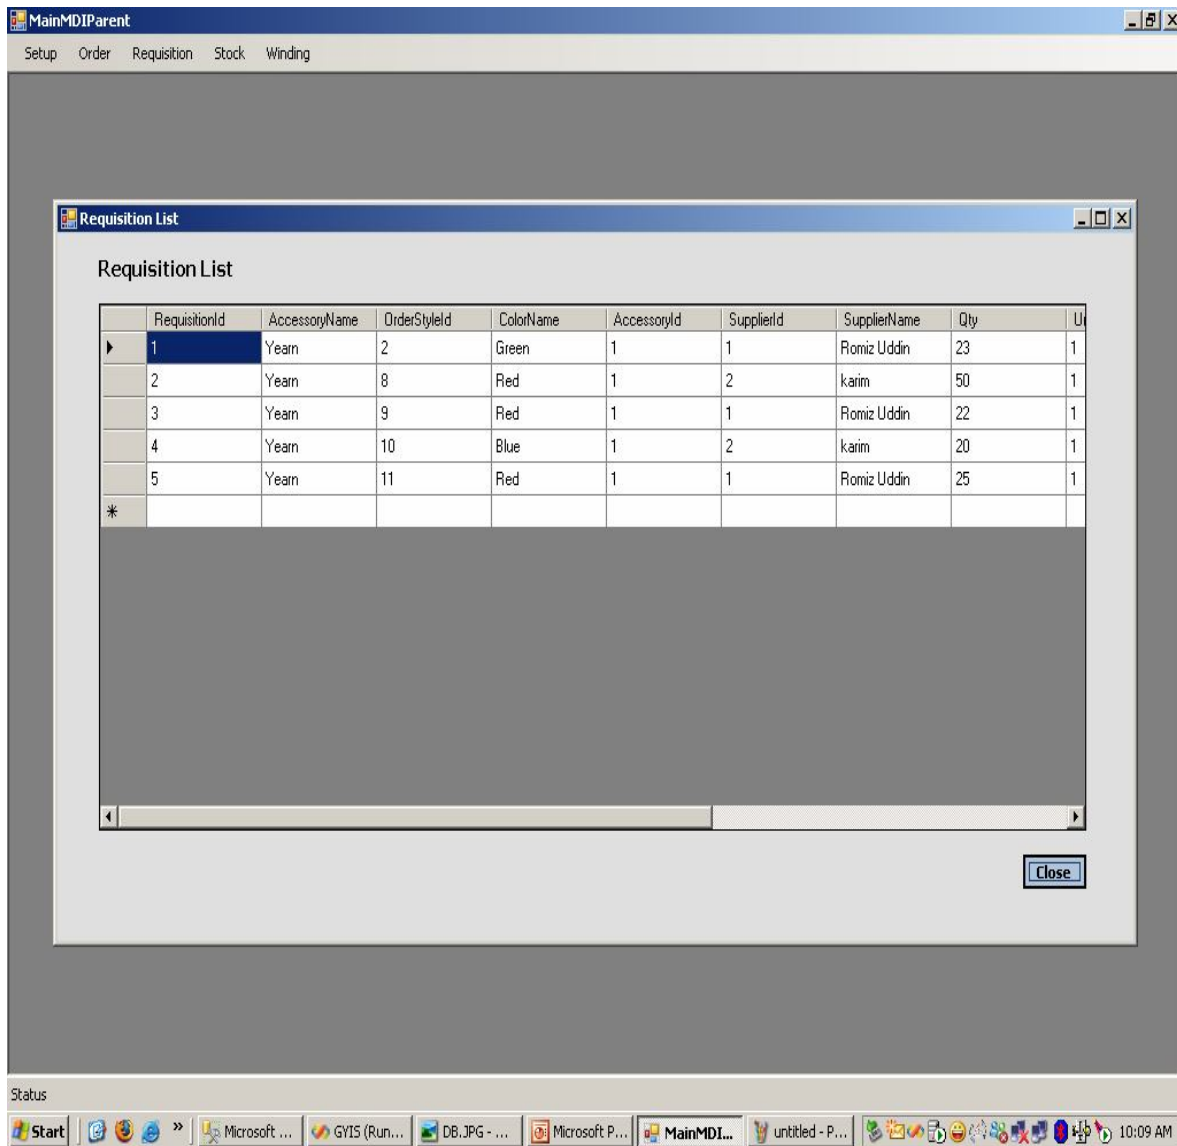 MainMDIParent
Setup Order Requisition Stock Winding
Requisition List
Requisition List
RequisitionId AccessoryName OrderStyleId ColorName AccessoryId SupplierId SupplierName Qty
1 Yearn 2 Green 1 1 Romiz Uddin 23 1
2 Yearn 8 Red 1 2 karim 50 1
3 Yearn 9 Red 1 1 Romiz Uddin 22 1
4 Yearn 10 Blue 1 2 karim 20 1
5 Yearn 11 Red 1 1 Romiz Uddin 25 1
Close
Status
Start » Microsoft ... GYIS (Run... DB.JPG - ... Microsoft P... MainMDI... untitled - P... 10:09 AM